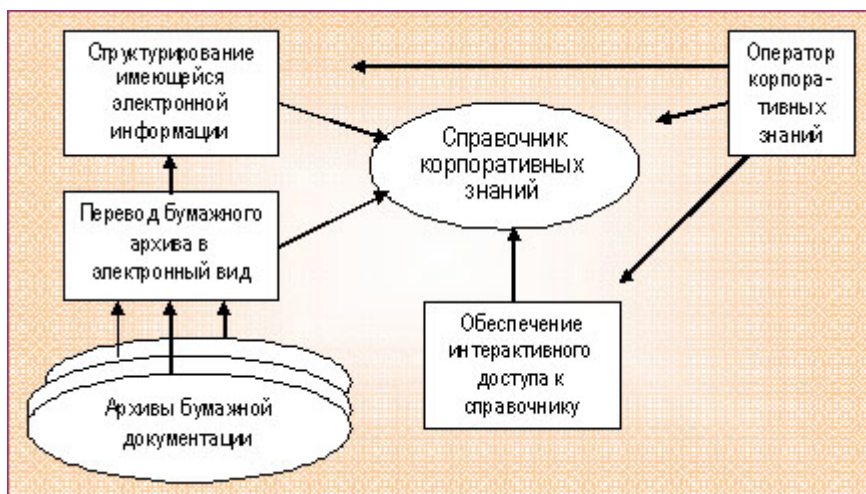 Структурирование
имеющейся
электронной
информации
Оператор
корпора-
тивных
знаний
Справочник
корпоративных
знаний
Перевод бумажного
архива в
электронный вид
Обеспечение
интерактивного
доступа к
справочнику
Архивы бумажной
документации